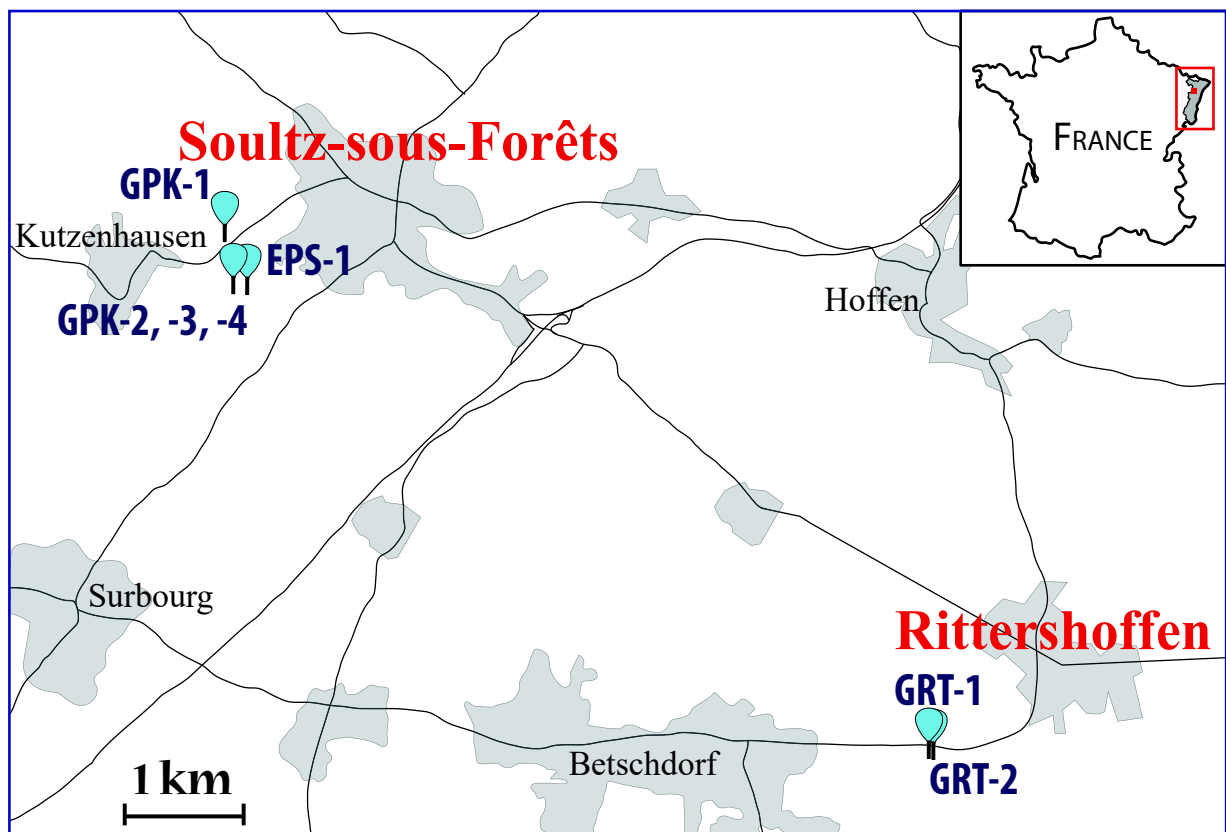 FRANCE
Soultz-sous-Forêts
GPK-1
Kutzenhausen
EPS-1
GPK-2, -3, -4
Hoffen
Surbourg
Rittershoffen
GRT-1
Betschdorf
GRT-2
1 km